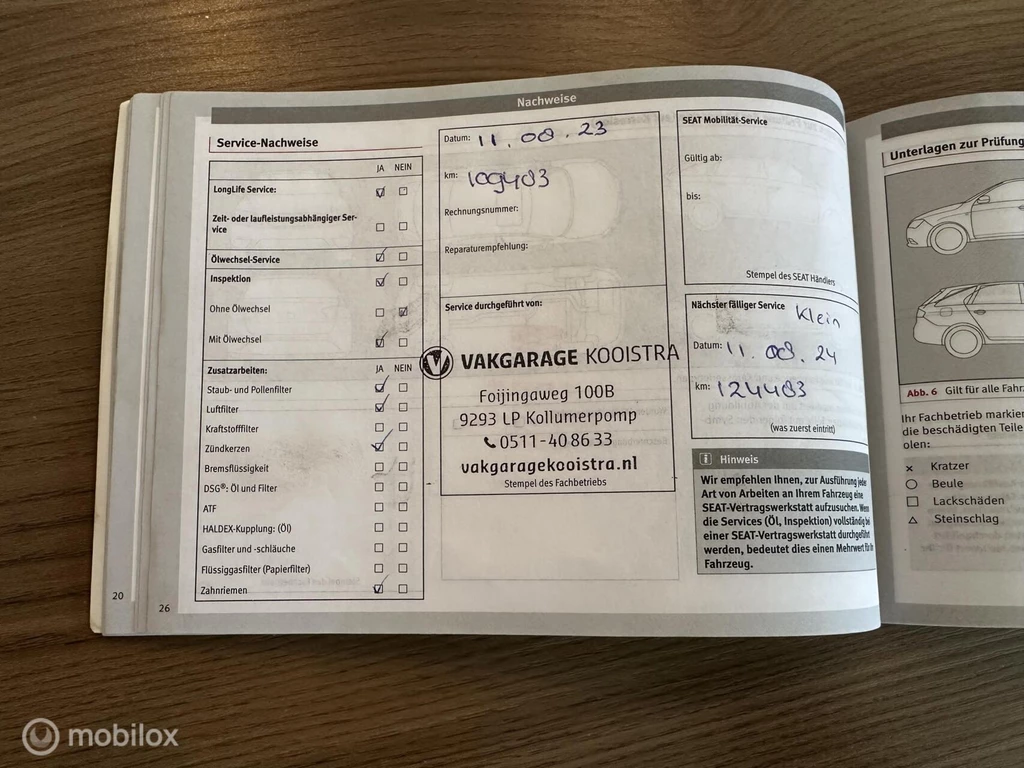 Nachweise
Service-Nachweise
JA NEIN
LongLife Service:
Zeit- oder laufleistungsabhängiger Ser-
vice
Ölwechsel-Service
Inspektion
Ohne Ölwechsel
Mit Ölwechsel
Zusatzarbeiten: JA NEIN
Staub- und Pollenfilter
Luftfilter
Kraftstofffilter
Zündkerzen
Bremsflüssigkeit
DSG®: Öl und Filter
ATF
HALDEX-Kupplung: (Öl)
Gasfilter und -schläuche
Flüssiggasfilter (Papierfilter)
Zahnriemen
20
26
Datum: 11.08.23
km: 109483
Rechnungsnummer:
Reparaturempfehlung:
Service durchgeführt von:
VAKGARAGE KOOISTRA
Foijingaweg 100B
9293 LP Kollumerpomp
0511-408633
vakgaragekooistra.nl
Stempel des Fachbetriebs
SEAT Mobilität-Service
Gültig ab:
bis:
Stempel des SEAT Händlers
Nächster fälliger Service Klein
Datum: 11.08.24
km: 124483
(was zuerst eintritt)
Hinweis
Wir empfehlen Ihnen, zur Ausführung jeder
Art von Arbeiten an Ihrem Fahrzeug eine
SEAT-Vertragswerkstatt aufzusuchen. Wenn
die Services (Öl, Inspektion) vollständig bei
einer SEAT-Vertragswerkstatt durchgeführt
werden, bedeutet dies einen Mehrwert für Ihr
Fahrzeug.
Unterlagen zur Prüfung
Abb. 6 Gilt für alle Fahrz
Ihr Fachbetrieb markier
die beschädigten Teile
olen:
Kratzer
Beule
Lackschäden
Steinschlag
mobilox